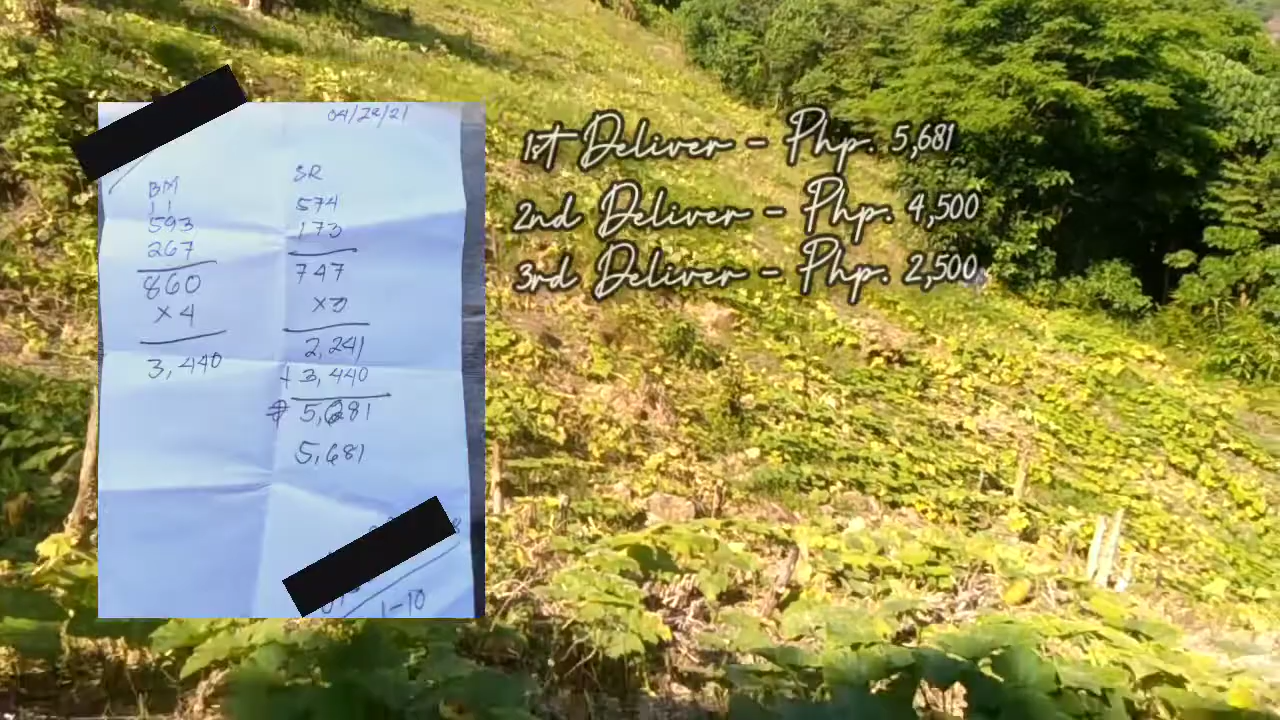 04/28/21
BM
11
593
267
860
x 4
3,440
SR
574
173
747
x3
2,241
+ 3,440
# 5,681
5,681
1-10
1st Deliver - Php. 5,681
2nd Deliver - Php. 4,500
3rd Deliver - Php. 2,500